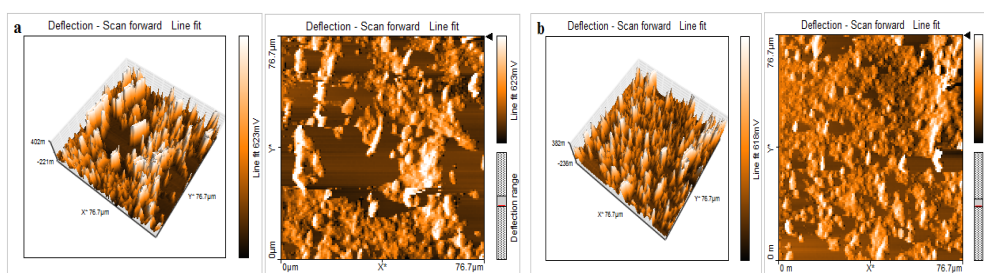 a
Deflection - Scan forward Line fit
402m
-221m
X* 76.7µm
Y* 76.7µm
Line fit 623mV
Deflection - Scan forward Line fit
76.7µm
Y*
0µm
0µm
X*
76.7µm
Line fit 623mV
Deflection range
b
Deflection - Scan forward Line fit
382m
-236m
X* 76.7µm
Y* 76.7µm
Line fit 618mV
Deflection - Scan forward Line fit
76.7µm
Y*
0 m
0 m
X*
76.7µm